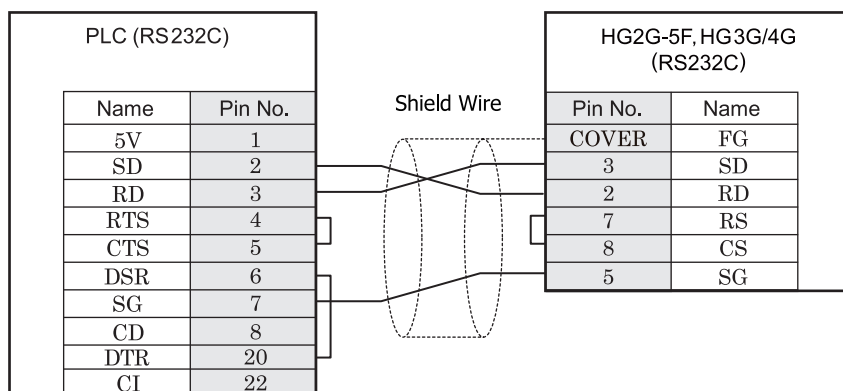 PLC (RS232C)
Name Pin No.
5V 1
SD 2
RD 3
RTS 4
CTS 5
DSR 6
SG 7
CD 8
DTR 20
CI 22
Shield Wire
HG2G-5F, HG3G/4G
(RS232C)
Pin No. Name
COVER FG
3 SD
2 RD
7 RS
8 CS
5 SG